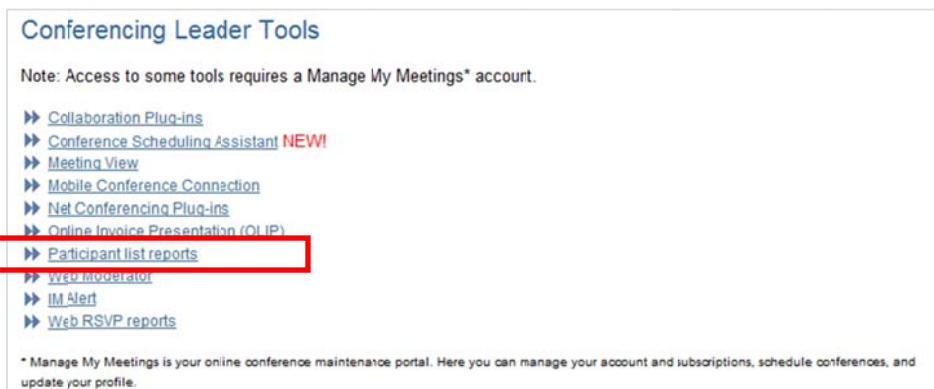 Conferencing Leader Tools
Note: Access to some tools requires a Manage My Meetings* account.
Collaboration Plug-ins
Conference Scheduling Assistant NEW!
Meeting View
Mobile Conference Connection
Net Conferencing Plug-ins
Online Invoice Presentation (OLIP)
Participant list reports
Web Moderator
IM Alert
Web RSVP reports
* Manage My Meetings is your online conference maintenance portal. Here you can manage your account and subscriptions, schedule conferences, and
update your profile.